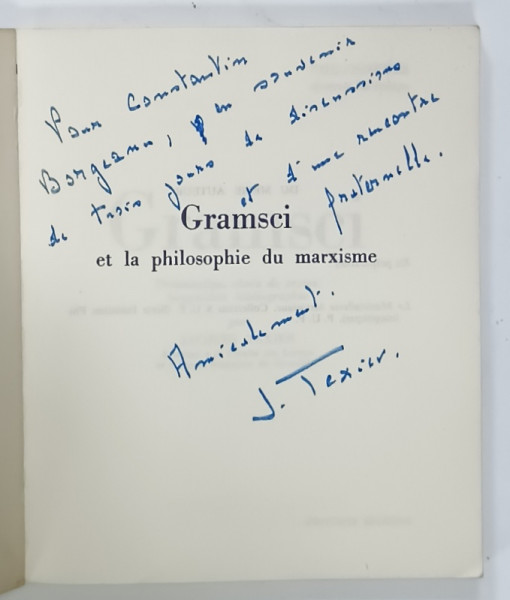 Pour Constantin
Borgeanu, en souvenir
de trois jours de discussions
et d'une rencontre
fraternelle.
Gramsci
et la philosophie du marxisme
Amicalement.
J. Texier.